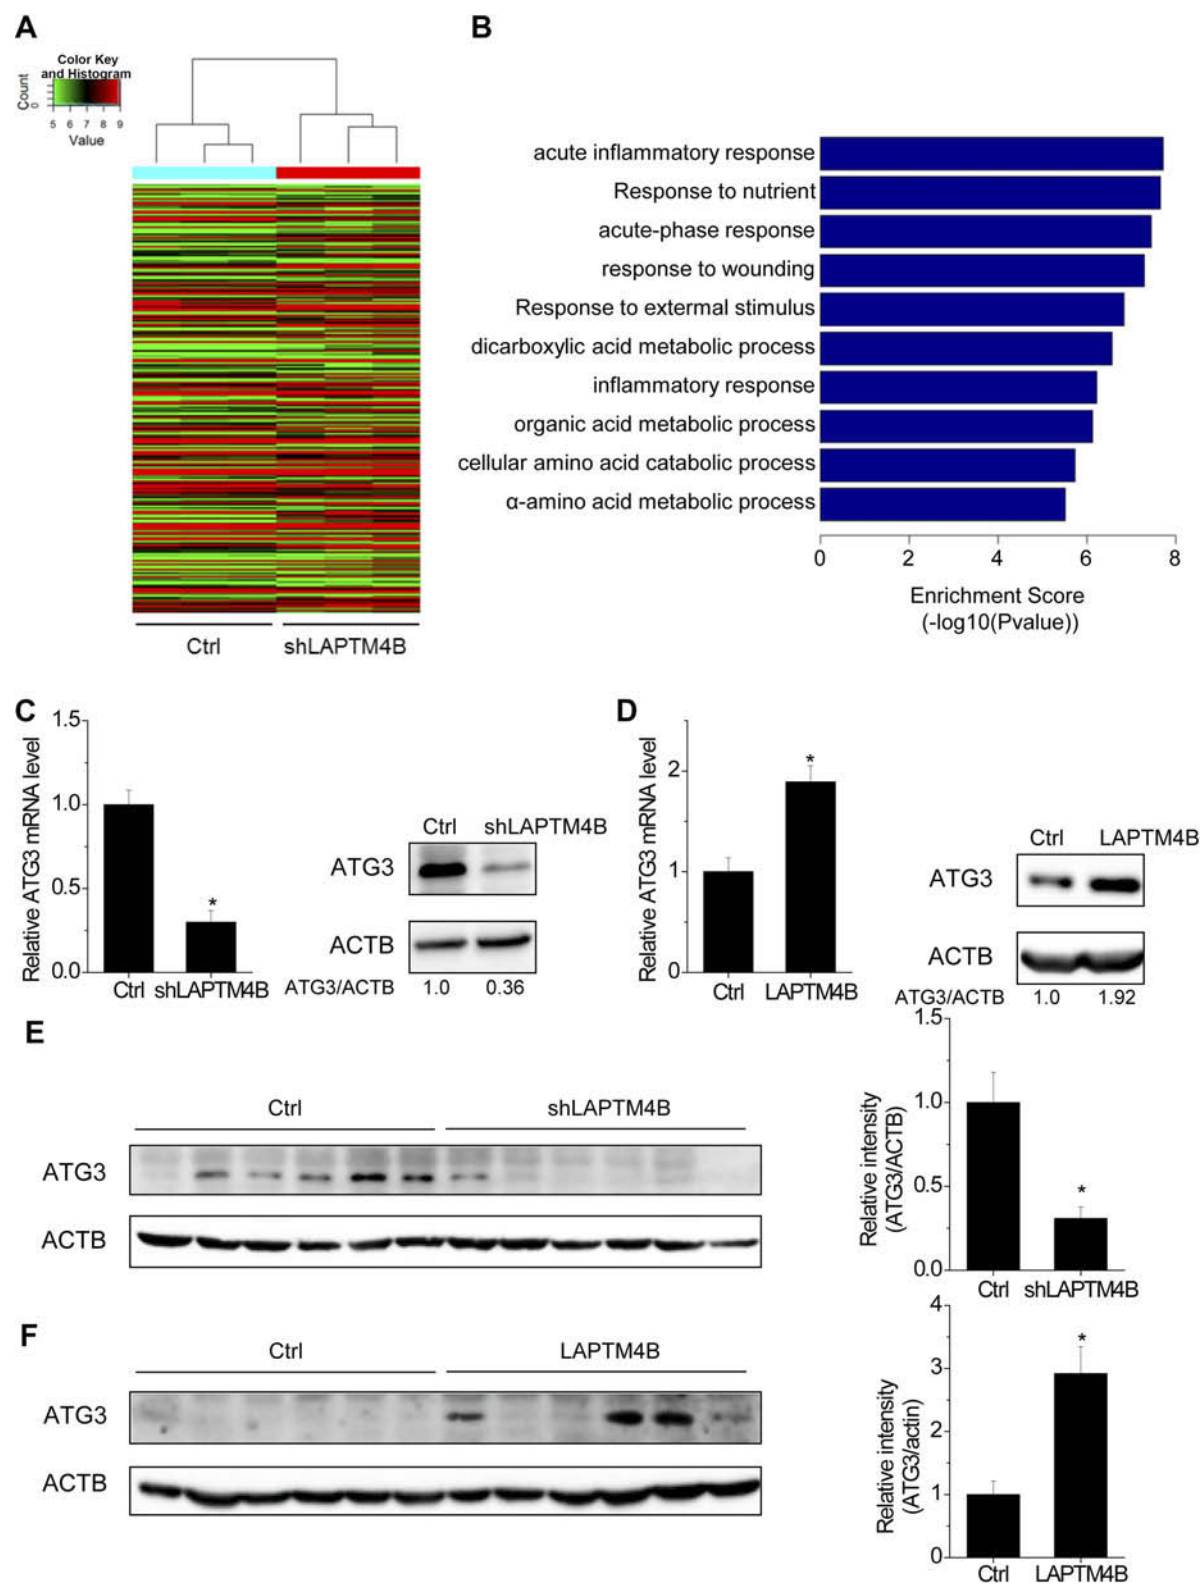 A
Color Key
and Histogram
Count
0
5 6 7 8 9
Value
Ctrl
shLAPTM4B
B
acute inflammatory response
Response to nutrient
acute-phase response
response to wounding
Response to extermal stimulus
dicarboxylic acid metabolic process
inflammatory response
organic acid metabolic process
cellular amino acid catabolic process
α-amino acid metabolic process
0 2 4 6 8
Enrichment Score
(-log10(Pvalue))
C
Relative ATG3 mRNA level
1.5
1.0
0.5
0.0
*
Ctrl shLAPTM4B
Ctrl shLAPTM4B
ATG3
ACTB
ATG3/ACTB 1.0 0.36
D
Relative ATG3 mRNA level
2
1
0
*
Ctrl LAPTM4B
Ctrl LAPTM4B
ATG3
ACTB
ATG3/ACTB 1.0 1.92
E
Ctrl shLAPTM4B
ATG3
ACTB
Relative intensity
(ATG3/ACTB)
1.5
1.0
0.5
0.0
*
Ctrl shLAPTM4B
F
Ctrl LAPTM4B
ATG3
ACTB
Relative intensity
(ATG3/actin)
4
3
2
1
0
*
Ctrl LAPTM4B